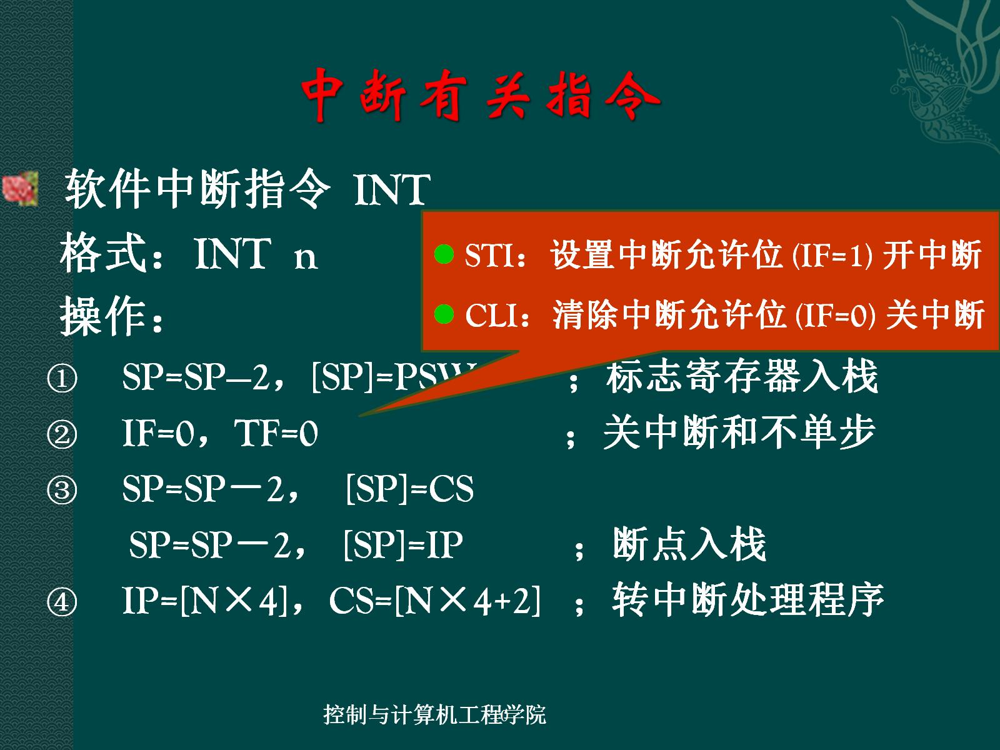 中断有关指令
软件中断指令 INT
格式：INT n
操作：
● STI：设置中断允许位 (IF=1) 开中断
● CLI：清除中断允许位 (IF=0) 关中断
① SP=SP–2，[SP]=PSW ；标志寄存器入栈
② IF=0，TF=0 ；关中断和不单步
③ SP=SP－2， [SP]=CS
SP=SP－2， [SP]=IP ；断点入栈
④ IP=[N×4]，CS=[N×4+2] ；转中断处理程序
控制与计算机工程学院